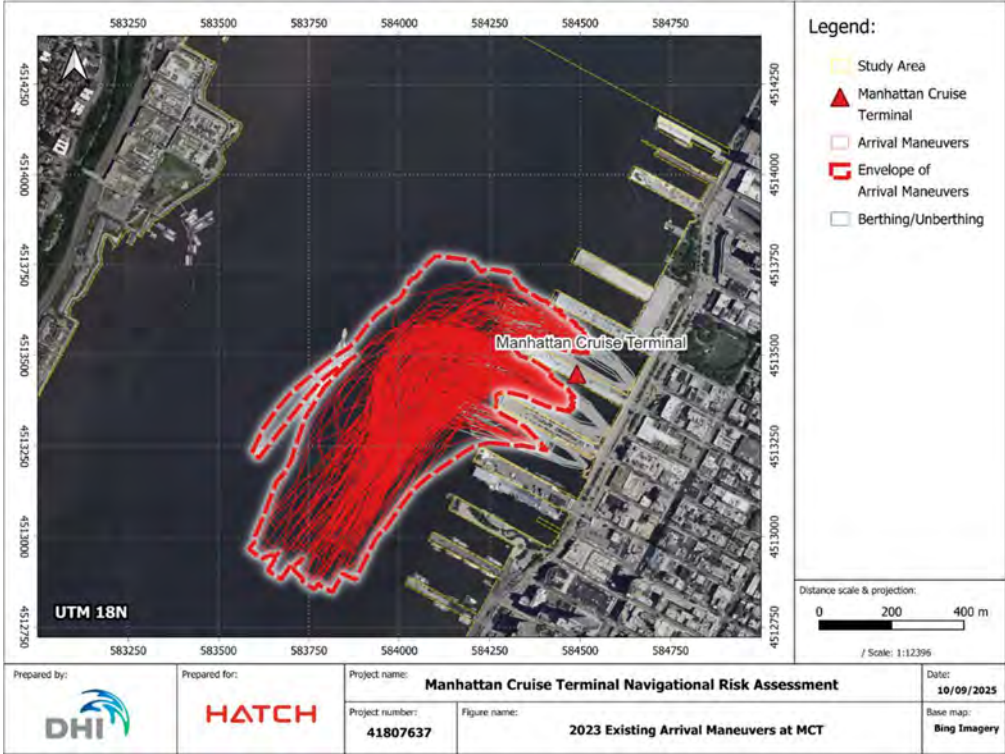 583250 583500 583750 584000 584250 584500 584750
4514250
4514000
4513750
4513500
4513250
4513000
4512750
4514250
4514000
4513750
4513500
4513250
4513000
4512750
Manhattan Cruise Terminal
UTM 18N
583250 583500 583750 584000 584250 584500 584750
Legend:
Study Area
Manhattan Cruise
Terminal
Arrival Maneuvers
Envelope of
Arrival Maneuvers
Berthing/Unberthing
Distance scale & projection:
0 200 400 m
/ Scale: 1:12396
Prepared by:
DHI
Prepared for:
HATCH
Project name:
Manhattan Cruise Terminal Navigational Risk Assessment
Project number:
41807637
Figure name:
2023 Existing Arrival Maneuvers at MCT
Date:
10/09/2025
Base map:
Bing Imagery